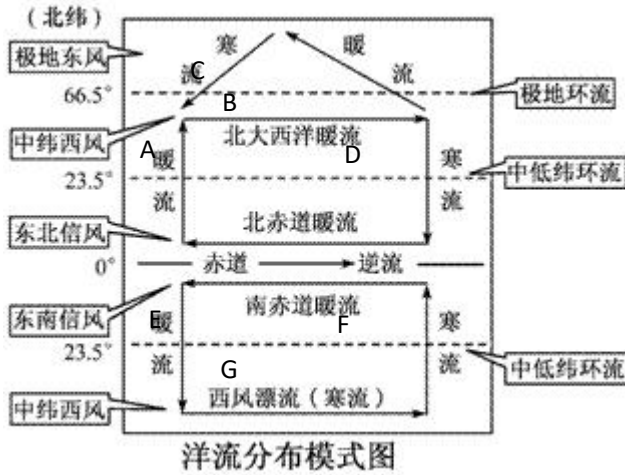 (北纬)
极地东风
寒
暖
流
C
流
66.5°
B
极地环流
中纬西风
北大西洋暖流
A
暖
D
寒
23.5°
中低纬环流
流
流
东北信风
北赤道暖流
0°
赤道
逆流
东南信风
南赤道暖流
E
暖
F
寒
23.5°
流
G
流
中低纬环流
中纬西风
西风漂流(寒流)
洋流分布模式图